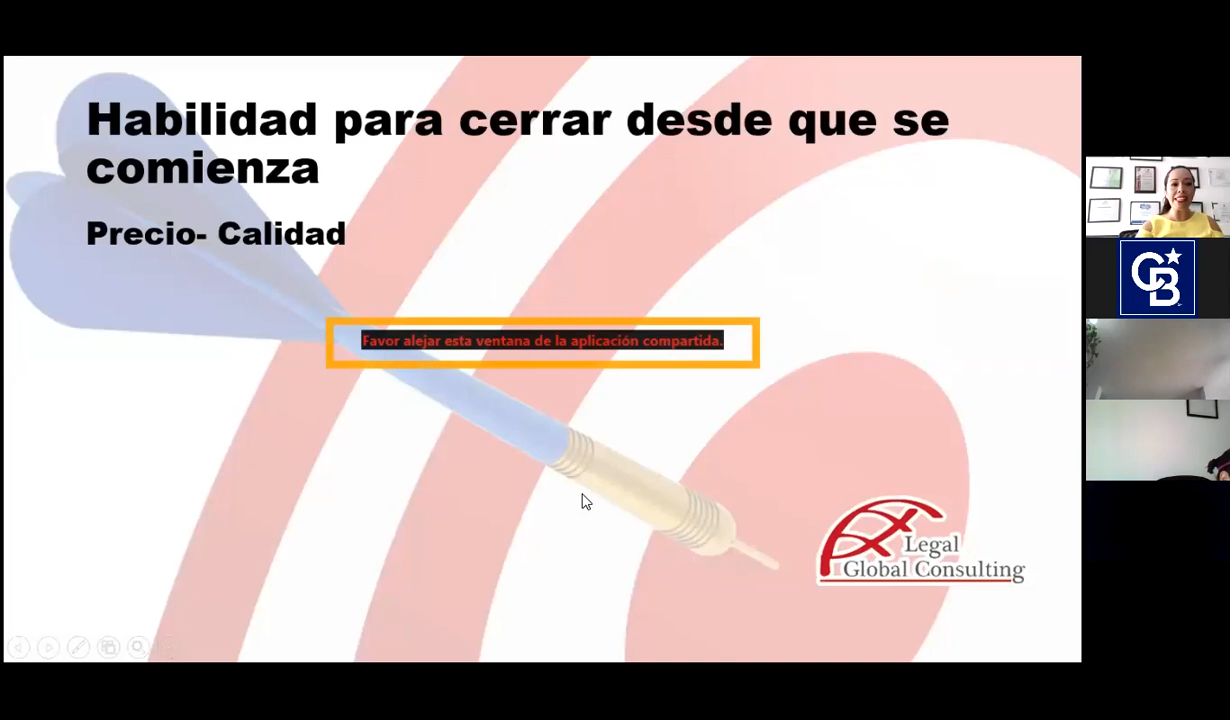 Habilidad para cerrar desde que se
comienza
Precio- Calidad
Favor alejar esta ventana de la aplicación compartida.
Legal
Global Consulting
CB